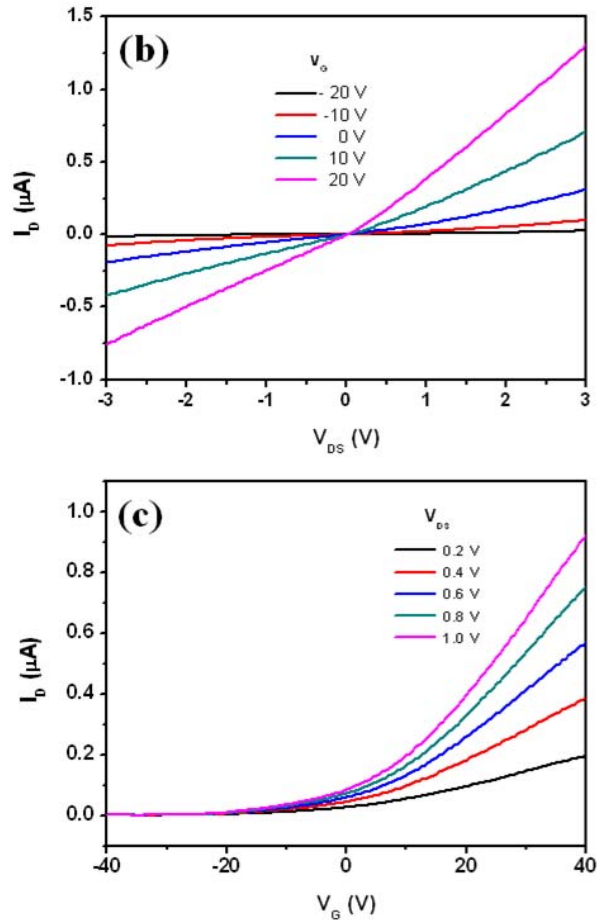 (b)
V_G
- 20 V
-10 V
0 V
10 V
20 V
1.5
1.0
0.5
0.0
-0.5
-1.0
I_D (μA)
-3 -2 -1 0 1 2 3
V_DS (V)
(c)
V_DS
0.2 V
0.4 V
0.6 V
0.8 V
1.0 V
1.0
0.8
0.6
0.4
0.2
0.0
I_D (μA)
-40 -20 0 20 40
V_G (V)